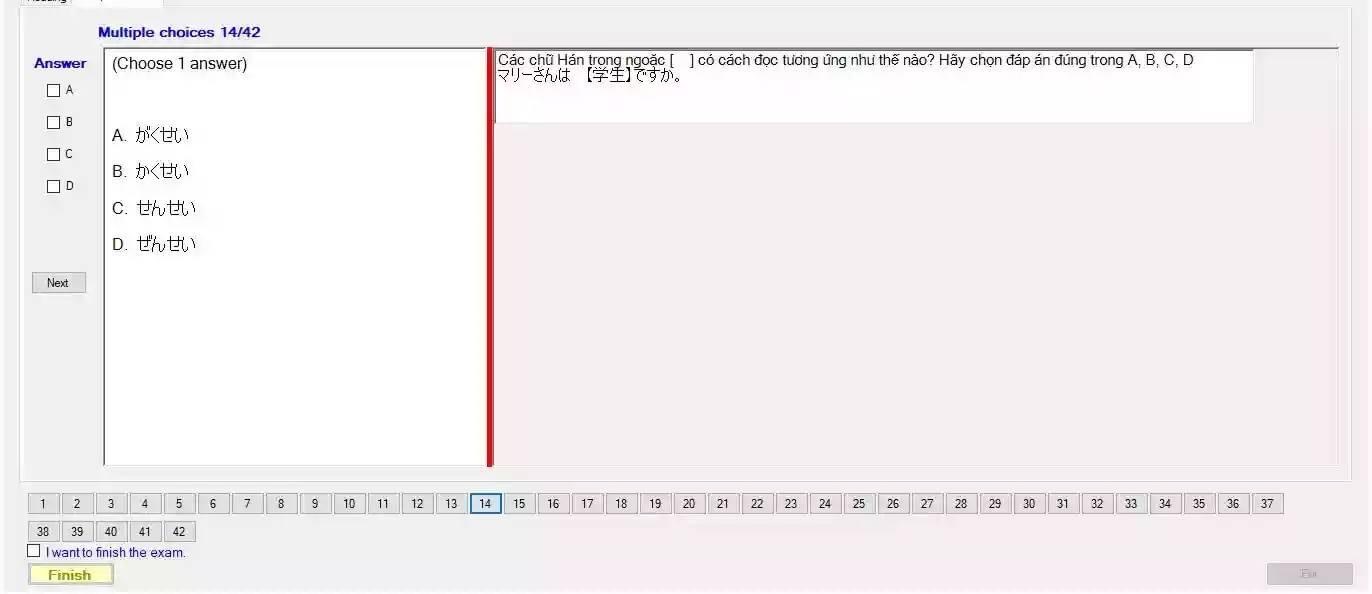 Multiple choices 14/42
Answer
A
B
C
D
Next
(Choose 1 answer)
A. がくせい
B. かくせい
C. せんせい
D. ぜんせい
Các chữ Hán trong ngoặc [ ] có cách đọc tương ứng như thế nào? Hãy chọn đáp án đúng trong A, B, C, D
マリーさんは 【学生】ですか。
1 2 3 4 5 6 7 8 9 10 11 12 13 14 15 16 17 18 19 20 21 22 23 24 25 26 27 28 29 30 31 32 33 34 35 36 37
38 39 40 41 42
I want to finish the exam.
Finish